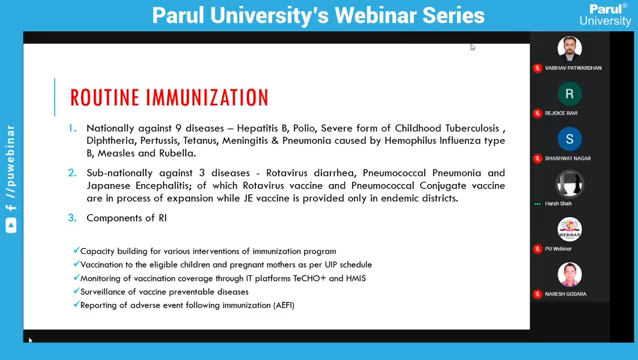 Parul University's Webinar Series
Parul®
University
ROUTINE IMMUNIZATION
1. Nationally against 9 diseases – Hepatitis B, Polio, Severe form of Childhood Tuberculosis ,
Diphtheria, Pertussis, Tetanus, Meningitis & Pneumonia caused by Hemophilus Influenza type
B, Measles and Rubella.
2. Sub-nationally against 3 diseases - Rotavirus diarrhea, Pneumococcal Pneumonia and
Japanese Encephalitis; of which Rotavirus vaccine and Pneumococcal Conjugate vaccine
are in process of expansion while JE vaccine is provided only in endemic districts.
3. Components of RI
✓Capacity building for various interventions of immunization program
✓Vaccination to the eligible children and pregnant mothers as per UIP schedule
✓Monitoring of vaccination coverage through IT platforms TeCHO+ and HMIS
✓Surveillance of vaccine preventable diseases
✓Reporting of adverse event following immunization (AEFI)
VAIBHAV PATWARDHAN
R
REJOICE RAVI
S
SHASHWAT NAGAR
Harsh Shah
WEBINAR
PU Webinar
NARESH GODARA
/puwebinar